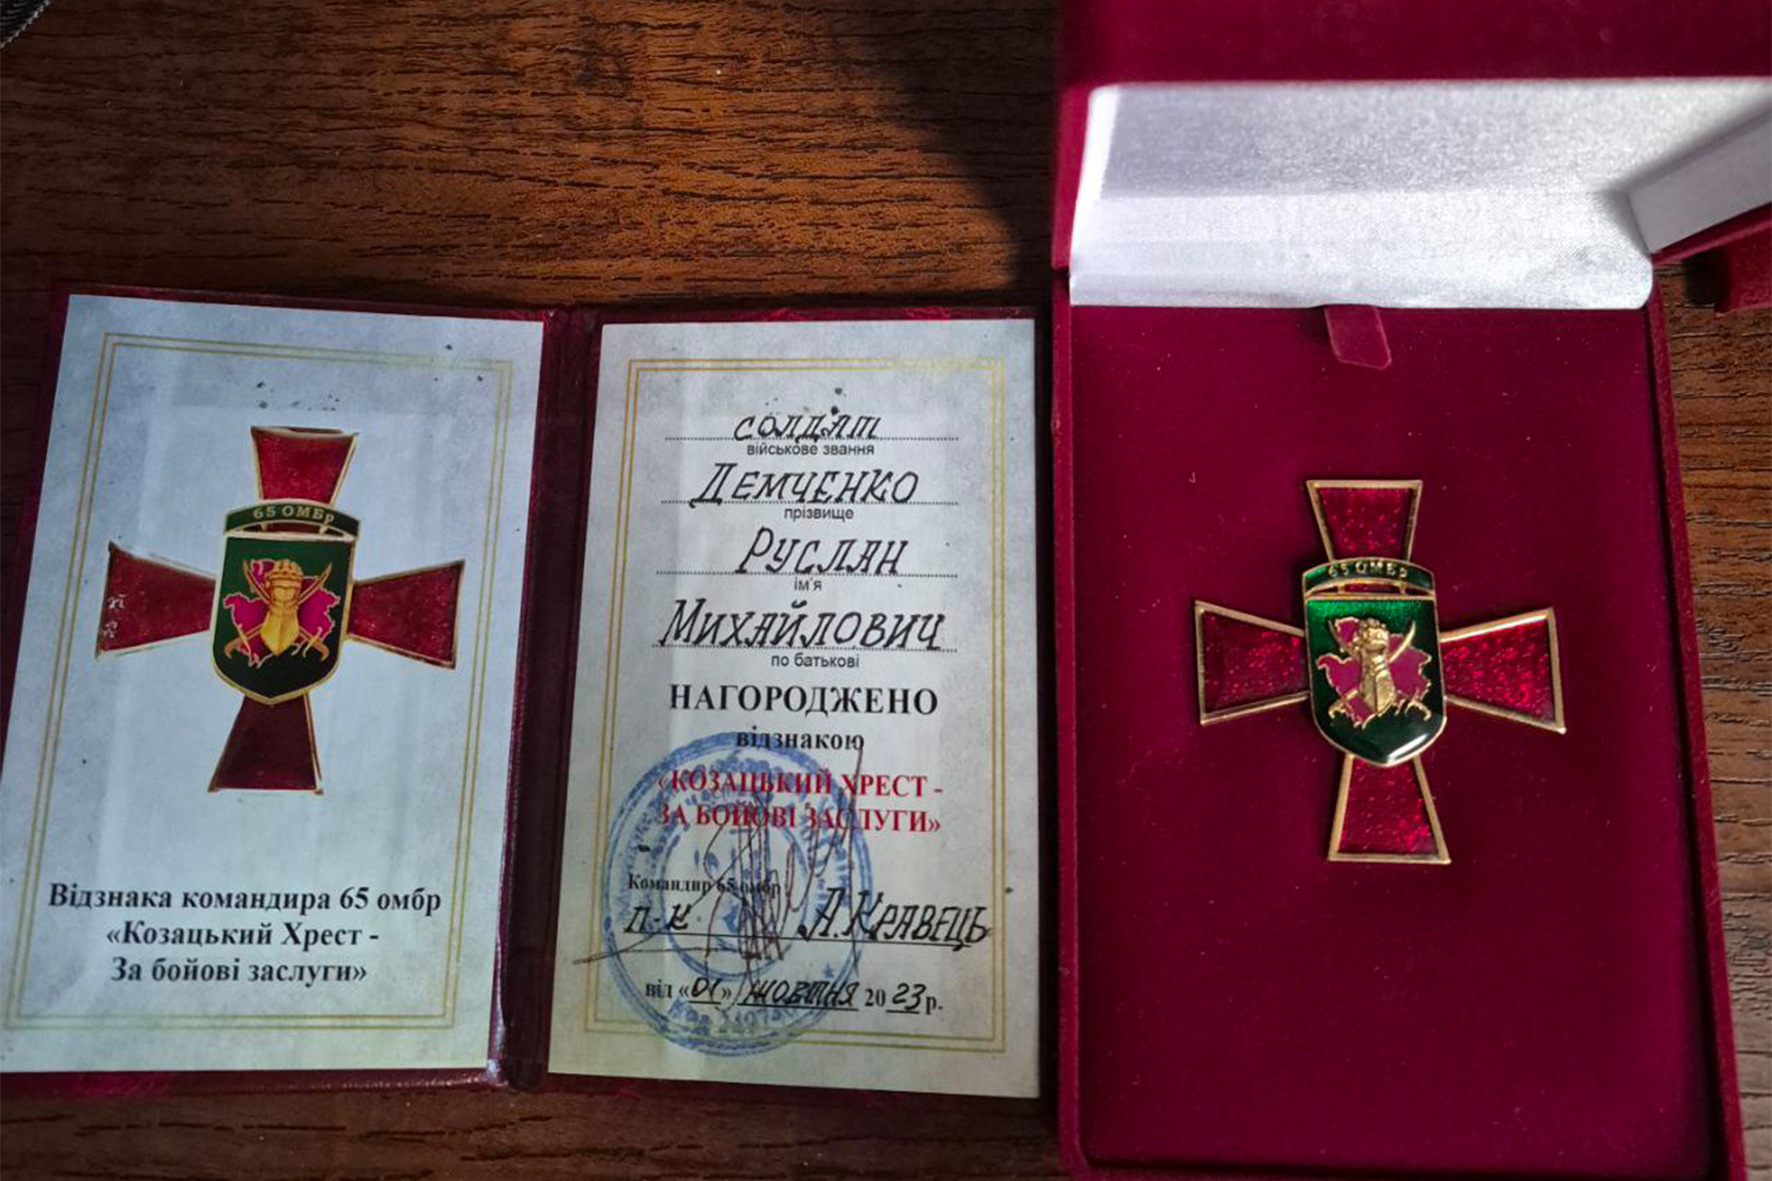 65 ОМБр
Відзнака командира 65 омбр
«Козацький Хрест -
За бойові заслуги»
солдат
військове звання
Демченко
прізвище
Руслан
ім'я
Михайлович
по батькові
НАГОРОДЖЕНО
відзнакою
«КОЗАЦЬКИЙ ХРЕСТ -
ЗА БОЙОВІ ЗАСЛУГИ»
Командир 65 омбр
п-к А.Кравець
від «01» жовтня 2023 р.
65 ОМБр